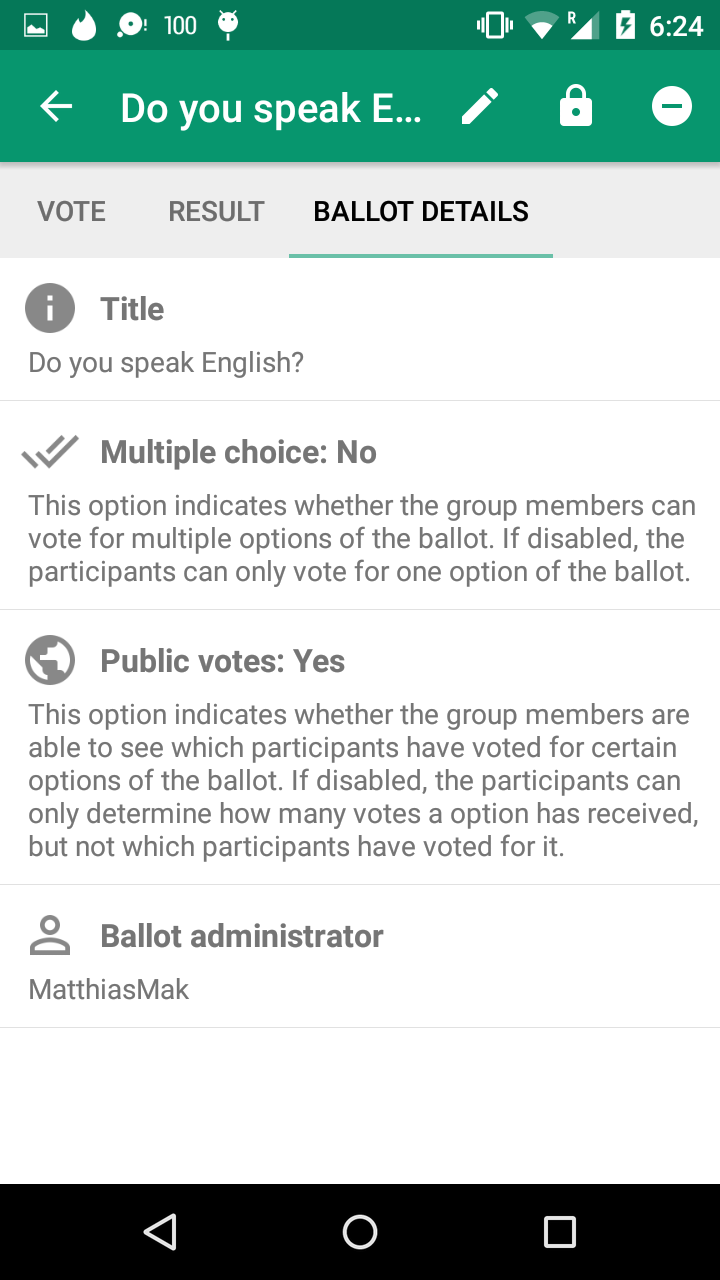 100
R
6:24
Do you speak E...
VOTE
RESULT
BALLOT DETAILS
Title
Do you speak English?
Multiple choice: No
This option indicates whether the group members can
vote for multiple options of the ballot. If disabled, the
participants can only vote for one option of the ballot.
Public votes: Yes
This option indicates whether the group members are
able to see which participants have voted for certain
options of the ballot. If disabled, the participants can
only determine how many votes a option has received,
but not which participants have voted for it.
Ballot administrator
MatthiasMak